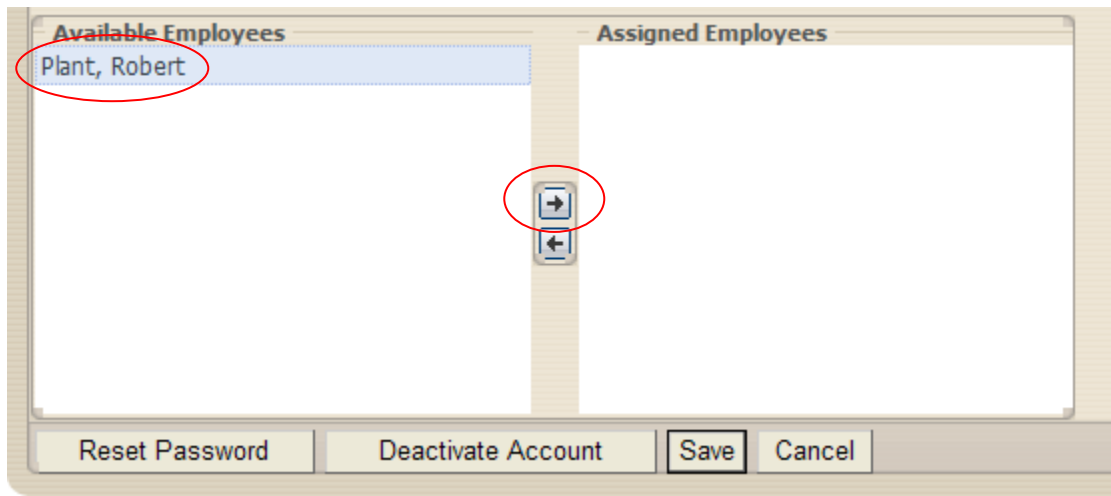 Available Employees
Assigned Employees
Plant, Robert
Reset Password
Deactivate Account
Save
Cancel